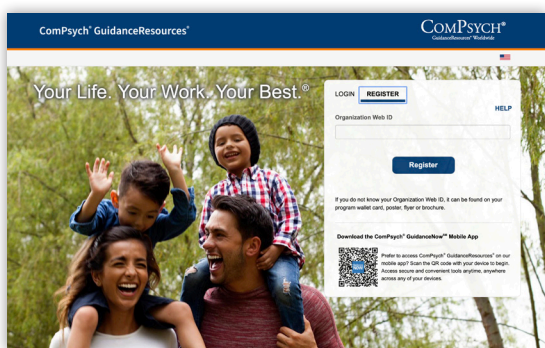 ComPsych® GuidanceResources®
COMPSYCH®
GuidanceResources® Worldwide
Your Life. Your Work. Your Best.®
LOGIN REGISTER
HELP
Organization Web ID
Register
If you do not know your Organization Web ID, it can be found on your
program wallet card, poster, flyer or brochure.
Download the ComPsych® GuidanceNow℠ Mobile App
Prefer to access ComPsych® GuidanceResources® on our
mobile app? Scan the QR code with your device to begin.
Access secure and convenient tools anytime, anywhere
across any of your devices.